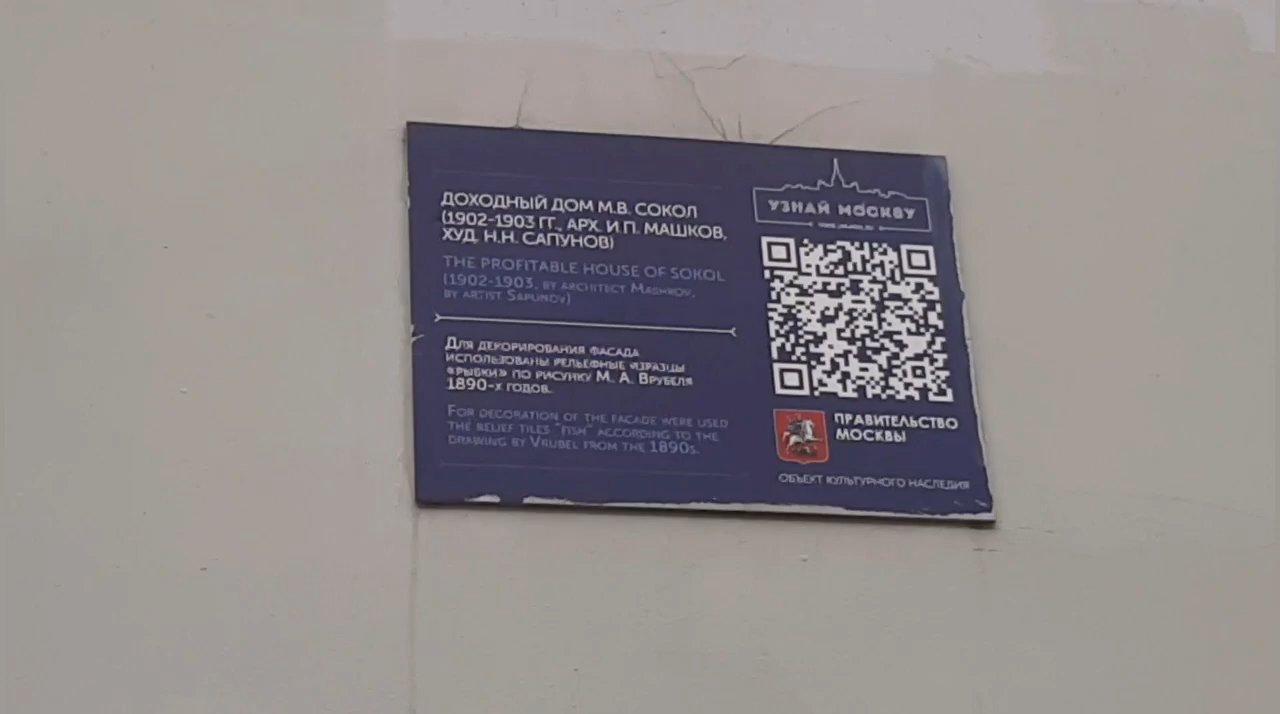 ДОХОДНЫЙ ДОМ М.В. СОКОЛ
(1902-1903 ГГ., АРХ. И.П. МАШКОВ,
ХУД. Н.Н. САПУНОВ)
THE PROFITABLE HOUSE OF SOKOL
(1902-1903, BY ARCHITECT MASHKOV,
BY ARTIST SAPUNOV)
ДЛЯ ДЕКОРИРОВАНИЯ ФАСАДА
ИСПОЛЬЗОВАНЫ РЕЛЬЕФНЫЕ ИЗРАЗЦЫ
«РЫБКИ» ПО РИСУНКУ М. А. ВРУБЕЛЯ
1890-Х ГОДОВ.
FOR DECORATION OF THE FACADE WERE USED
THE RELIEF TILES "FISH" ACCORDING TO THE
DRAWING BY VRUBEL FROM THE 1890S.
УЗНАЙ МОСКВУ
ПРАВИТЕЛЬСТВО
МОСКВЫ
ОБЪЕКТ КУЛЬТУРНОГО НАСЛЕДИЯ